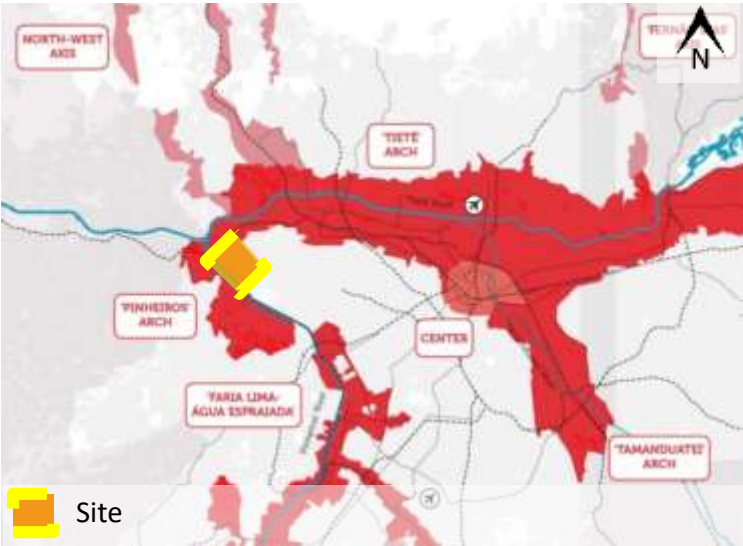 NORTH-WEST
AXIS
N
'TIETÊ
ARCH
'PINHEIROS'
ARCH
CENTER
'FARIA LIMA-
ÁGUA ESPRAIADA'
'TAMANDUATEÍ'
ARCH
Site